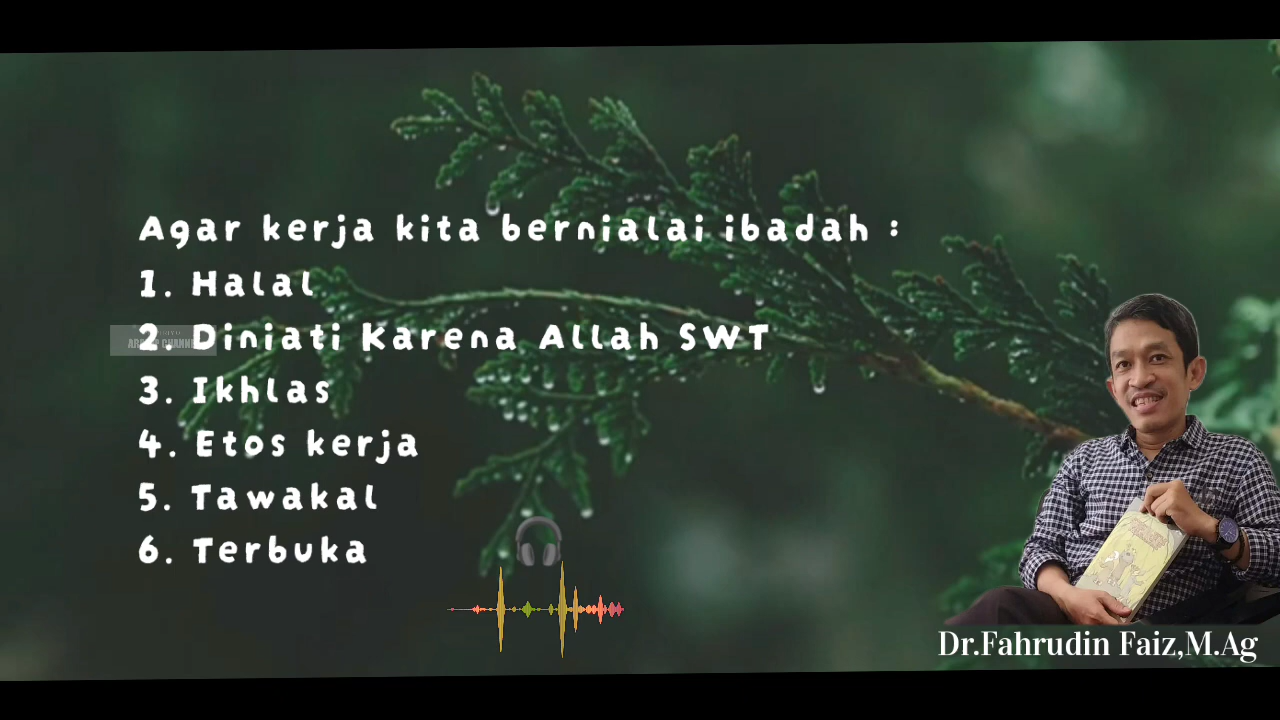 Agar kerja kita bernialai ibadah :
1. Halal
2. Diniati Karena Allah SWT
3. Ikhlas
4. Etos kerja
5. Tawakal
6. Terbuka
Dr.Fahrudin Faiz,M.Ag